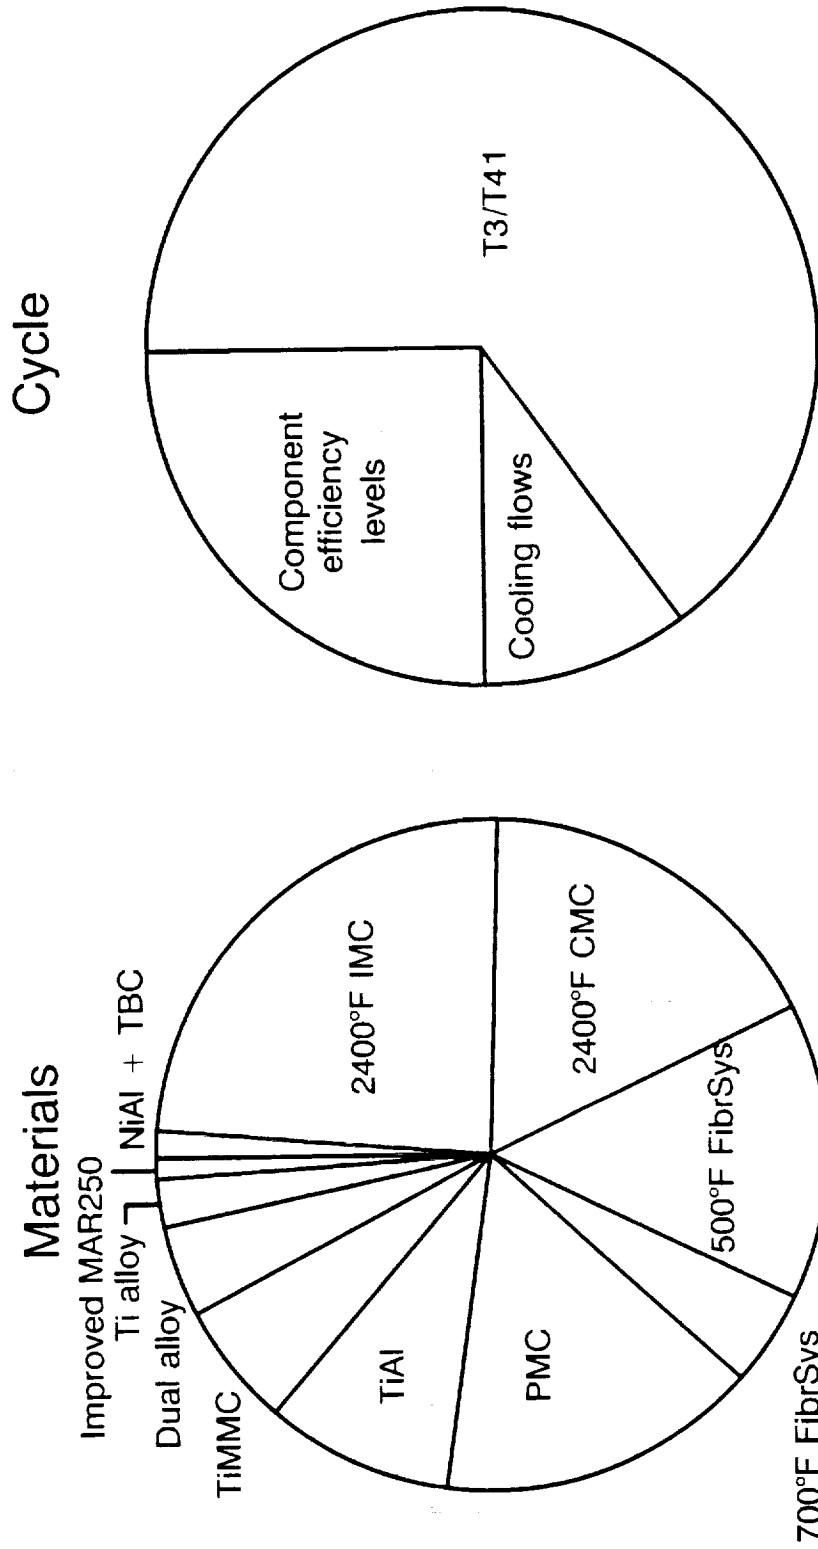 Materials
Improved MAR250
Ti alloy
NiAl + TBC
Dual alloy
TiMMC
2400°F IMC
TiAl
PMC
2400°F CMC
500°F FibrSys
700°F FibrSys
Cycle
Component
efficiency
levels
T3/T41
Cooling flows